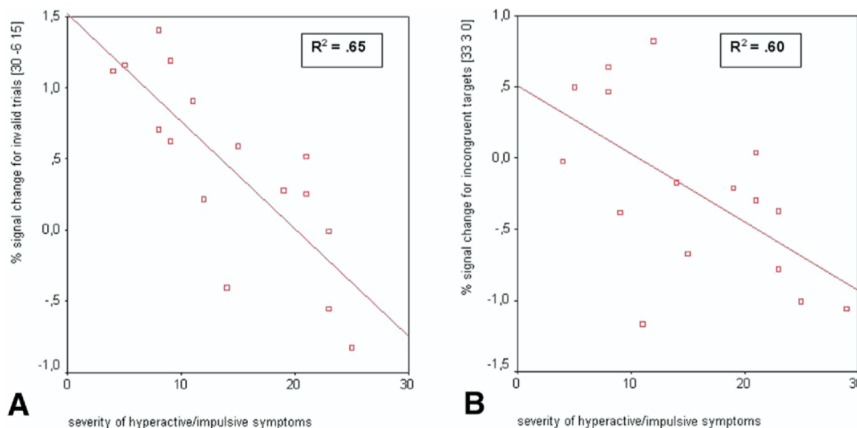 % signal change for invalid trials [30 -6 15]
1,5
1,0
,5
0,0
-,5
-1,0
R² = .65
0
10
20
30
A
severity of hyperactive/impulsive symptoms
% signal change for incongruent targets [33 3 0]
1,0
,5
0,0
-,5
-1,0
-1,5
R² = .60
0
10
20
30
B
severity of hyperactive/impulsive symptoms